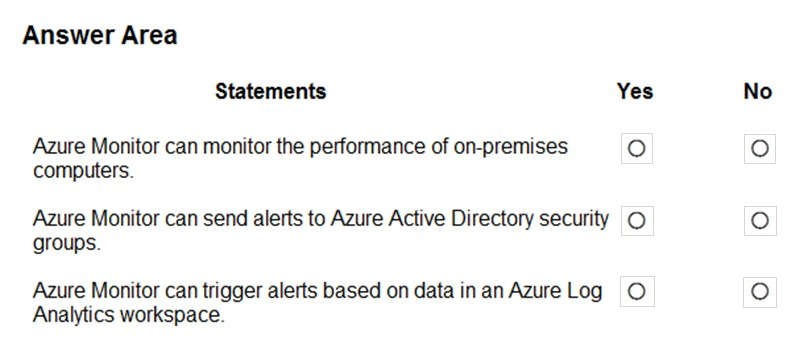 Answer Area
Statements Yes No
Azure Monitor can monitor the performance of on-premises
computers.
Azure Monitor can send alerts to Azure Active Directory security
groups.
Azure Monitor can trigger alerts based on data in an Azure Log
Analytics workspace.